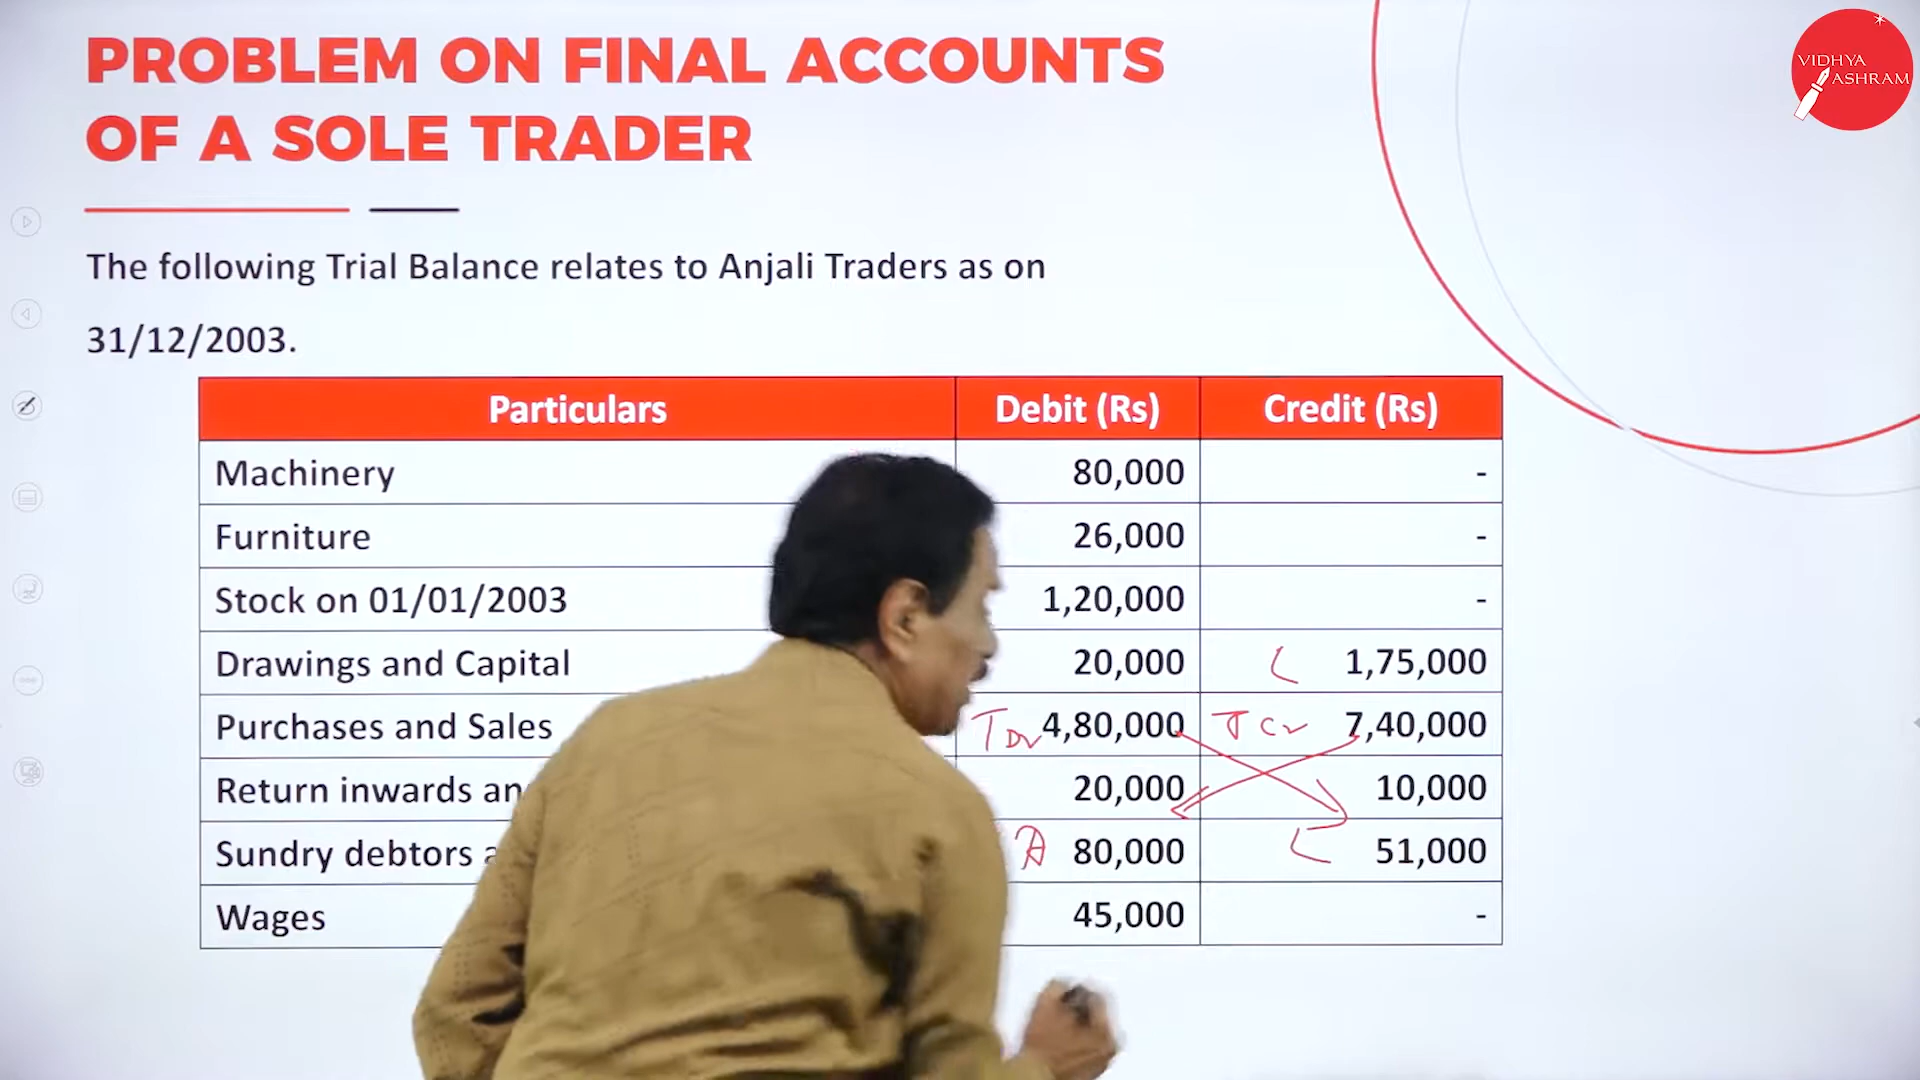 PROBLEM ON FINAL ACCOUNTS
OF A SOLE TRADER
VIDHYA
ASHRAM
The following Trial Balance relates to Anjali Traders as on
31/12/2003.
Particulars Debit (Rs) Credit (Rs)
Machinery 80,000 -
Furniture 26,000 -
Stock on 01/01/2003 1,20,000 -
Drawings and Capital 20,000 L 1,75,000
Purchases and Sales T Dr 4,80,000 T Cr 7,40,000
Return inwards 20,000 10,000
Sundry debtors A 80,000 L 51,000
Wages 45,000 -